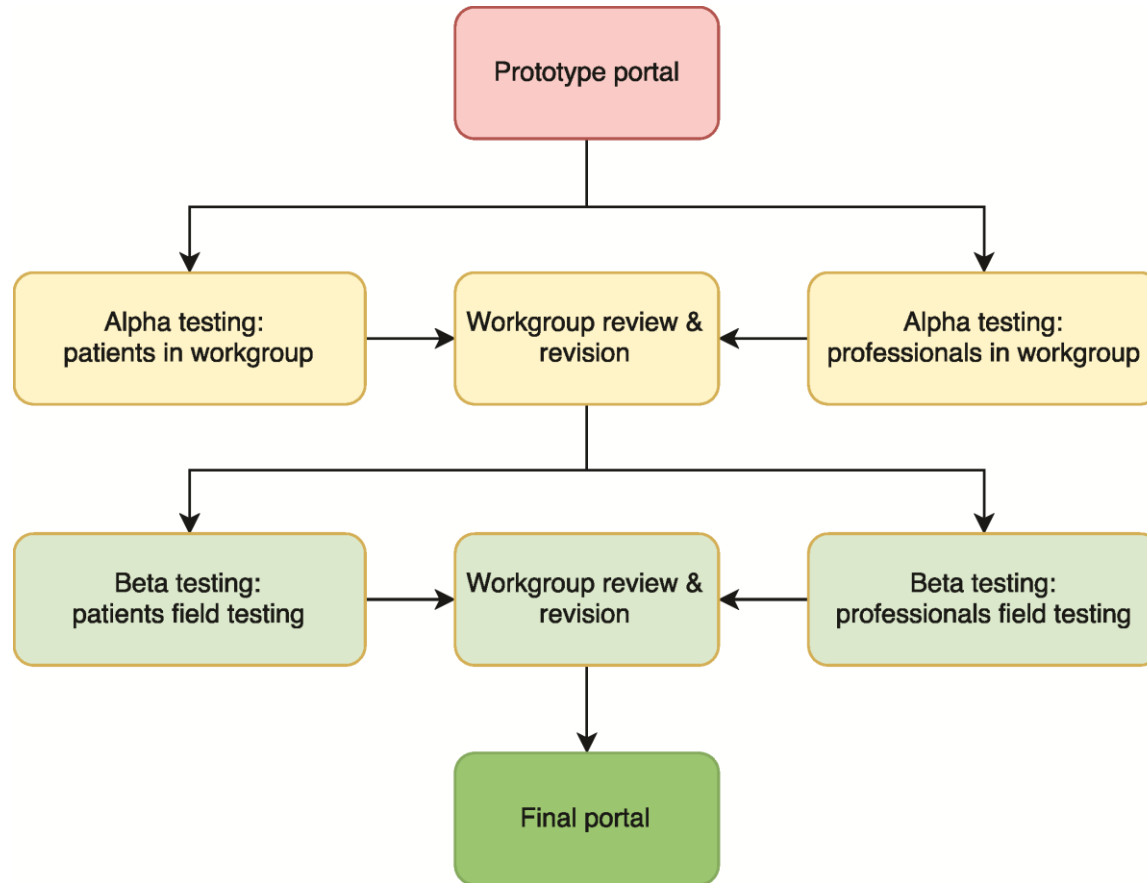 Prototype portal
Alpha testing:
patients in workgroup
Workgroup review &
revision
Alpha testing:
professionals in workgroup
Beta testing:
patients field testing
Workgroup review &
revision
Beta testing:
professionals field testing
Final portal